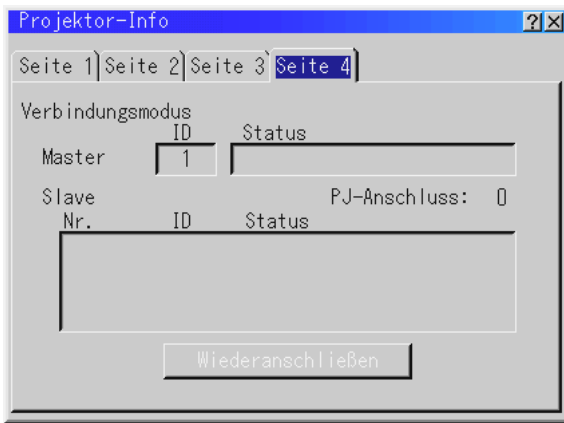 Projektor-Info ? ×
Seite 1 Seite 2 Seite 3 Seite 4
Verbindungsmodus
ID Status
Master 1
Slave PJ-Anschluss: 0
Nr. ID Status
Wiederanschließen